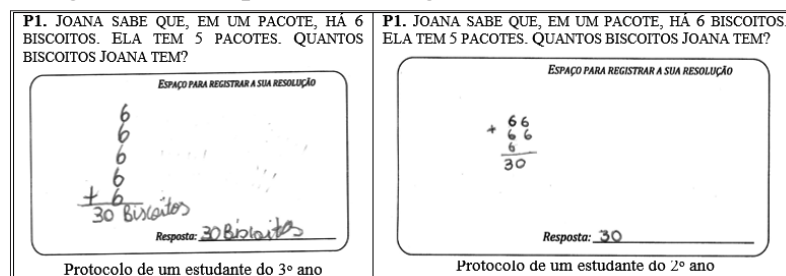 P1. JOANA SABE QUE, EM UM PACOTE, HÁ 6
BISCOITOS. ELA TEM 5 PACOTES. QUANTOS
BISCOITOS JOANA TEM?
ESPAÇO PARA REGISTRAR A SUA RESOLUÇÃO
6
6
6
6
+ 6
30 Biscoitos
Resposta: 30 Biscoitos
Protocolo de um estudante do 3º ano
P1. JOANA SABE QUE, EM UM PACOTE, HÁ 6 BISCOITOS.
ELA TEM 5 PACOTES. QUANTOS BISCOITOS JOANA TEM?
ESPAÇO PARA REGISTRAR A SUA RESOLUÇÃO
66
+ 66
6
30
Resposta: 30
Protocolo de um estudante do 2º ano